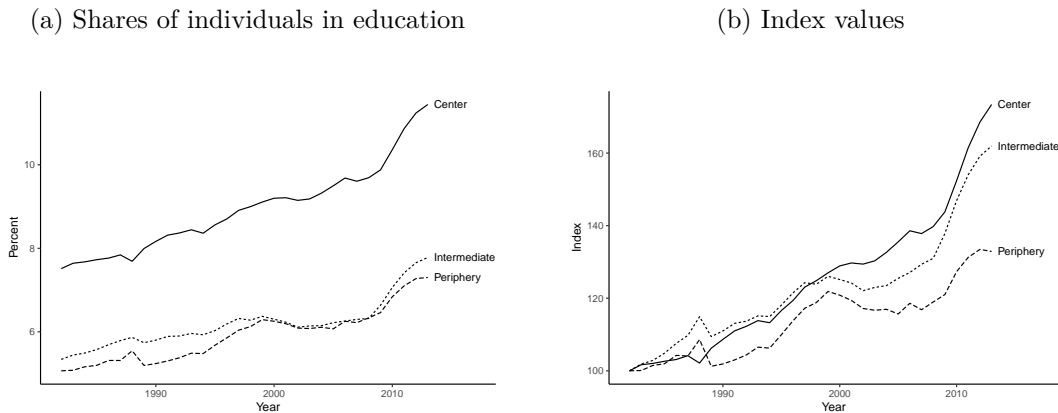 (a) Shares of individuals in education
(b) Index values
Center
Intermediate
Periphery
10
8
6
Percent
1990
2000
2010
Year
Center
Intermediate
Periphery
160
140
120
100
Index
1990
2000
2010
Year